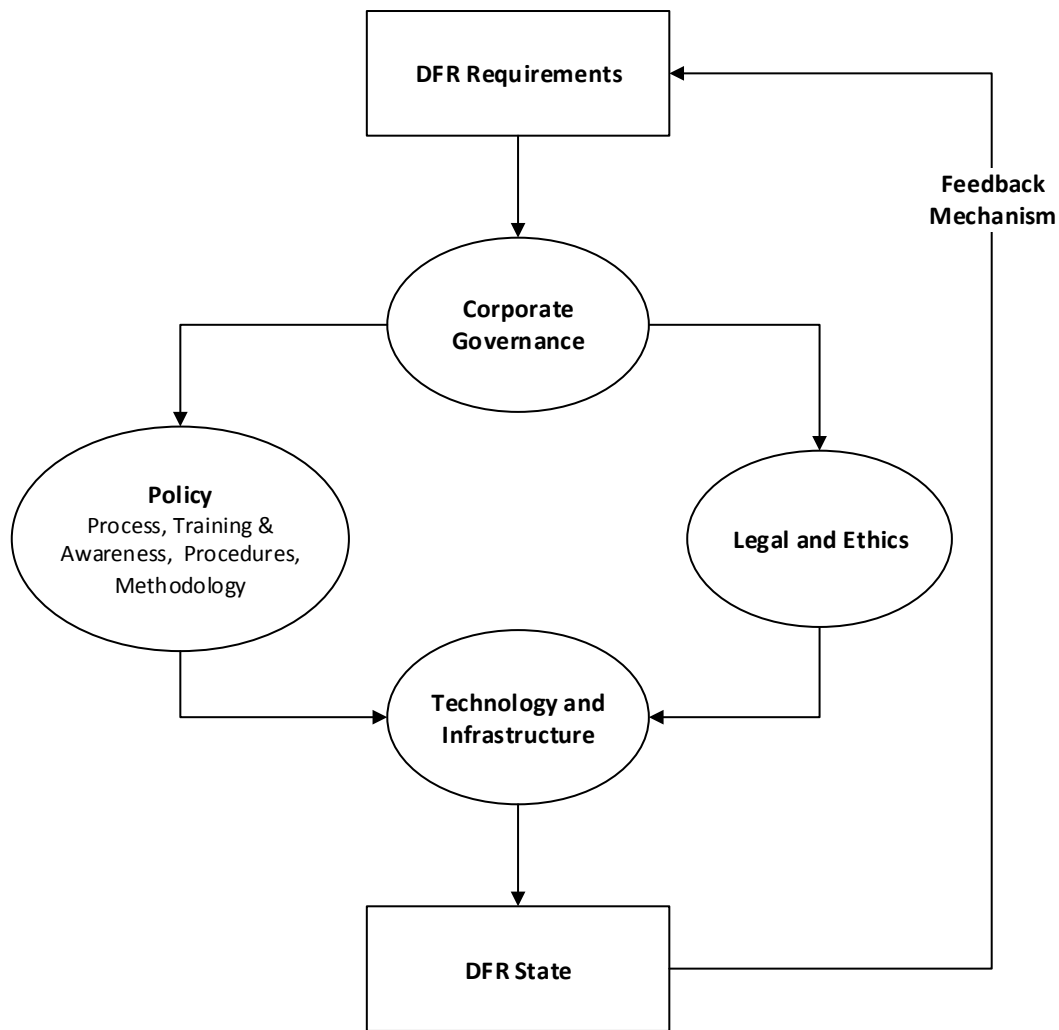 DFR Requirements
Feedback
Mechanism
Corporate
Governance
Policy
Process, Training &
Awareness, Procedures,
Methodology
Legal and Ethics
Technology and
Infrastructure
DFR State